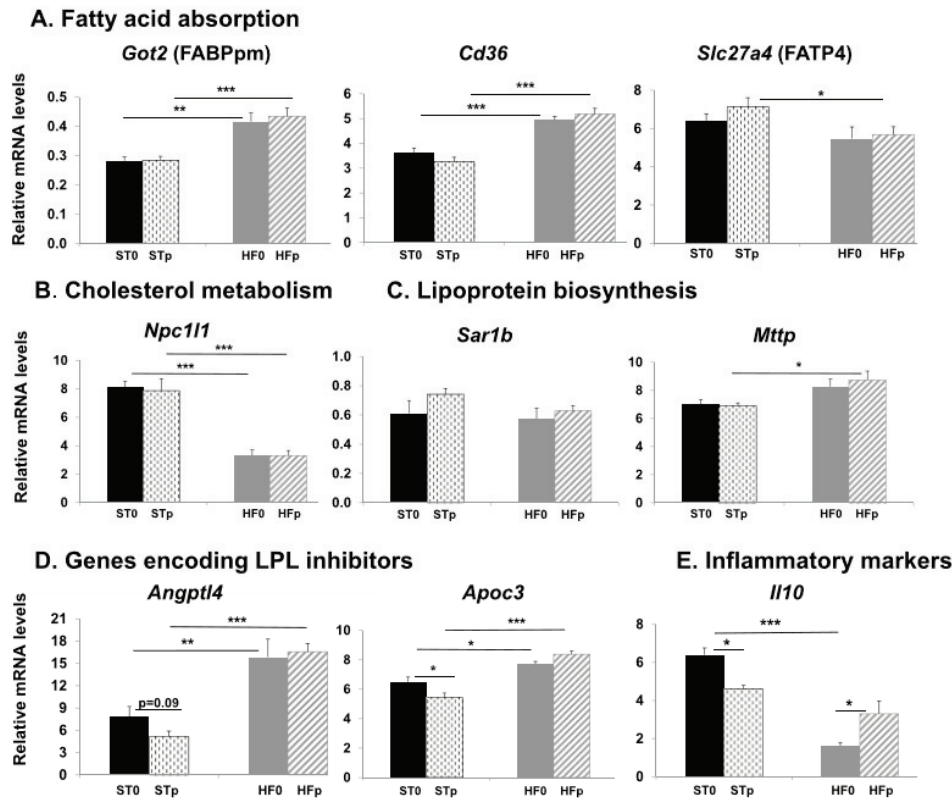 A. Fatty acid absorption
Got2 (FABPpm)
Cd36
Slc27a4 (FATP4)
Relative mRNA levels
0.5
0.4
0.3
0.2
0.1
0.0
**
***
ST0 STp HF0 HFp
6
5
4
3
2
1
0
***
***
ST0 STp HF0 HFp
8
6
4
2
0
*
ST0 STp HF0 HFp
B. Cholesterol metabolism
C. Lipoprotein biosynthesis
Npc1l1
Sar1b
Mttp
Relative mRNA levels
10
8
6
4
2
0
***
***
ST0 STp HF0 HFp
1.0
0.8
0.6
0.4
0.2
0.0
ST0 STp HF0 HFp
10
8
6
4
2
0
*
ST0 STp HF0 HFp
D. Genes encoding LPL inhibitors
E. Inflammatory markers
Angptl4
Apoc3
Il10
Relative mRNA levels
21
18
15
12
9
6
3
0
***
**
p=0.09
ST0 STp HF0 HFp
10
8
6
4
2
0
***
*
*
ST0 STp HF0 HFp
8
6
4
2
0
***
*
*
ST0 STp HF0 HFp